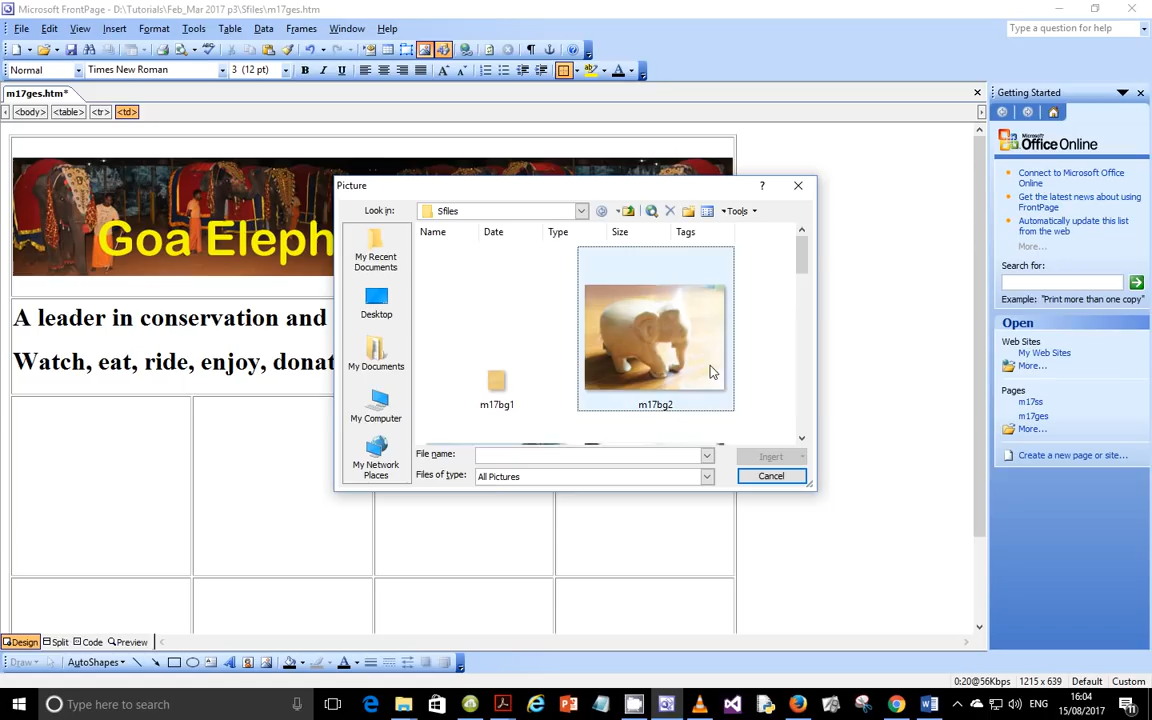 Microsoft FrontPage - D:\Tutorials\Feb_Mar 2017 p3\Sfiles\m17ges.htm
File Edit View Insert Format Tools Table Data Frames Window Help
Type a question for help
Normal Times New Roman 3 (12 pt)
m17ges.htm*
<body> <table> <tr> <td>
Goa Eleph
A leader in conservation and
Watch, eat, ride, enjoy, donat
Picture
Look in: Sfiles Tools
Name Date Type Size Tags
My Recent
Documents
Desktop
My Documents
My Computer
My Network
Places
m17bg1 m17bg2
File name: Insert
Files of type: All Pictures Cancel
Getting Started
Microsoft
Office Online
Connect to Microsoft Office
Online
Get the latest news about using
FrontPage
Automatically update this list
from the web
More...
Search for:
Example: "Print more than one copy"
Open
Web Sites
My Web Sites
More...
Pages
m17ss
m17ges
More...
Create a new page or site...
Design Split Code Preview
Draw AutoShapes
0:20@56Kbps 1215 x 639 Default Custom
Type here to search
ENG
16:04
15/08/2017